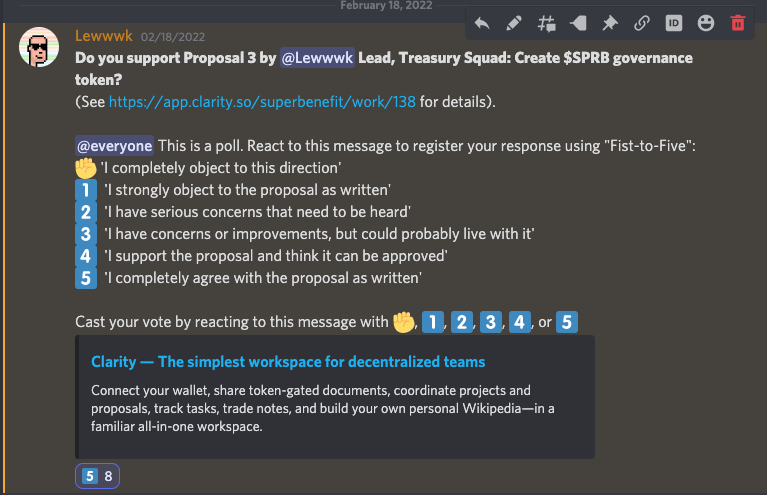 February 18, 2022
Lewwwk 02/18/2022
Do you support Proposal 3 by @Lewwwk Lead, Treasury Squad: Create $SPRB governance
token?
(See https://app.clarity.so/superbenefit/work/138 for details).
@everyone This is a poll. React to this message to register your response using "Fist-to-Five":
✊ 'I completely object to this direction'
1 'I strongly object to the proposal as written'
2 'I have serious concerns that need to be heard'
3 'I have concerns or improvements, but could probably live with it'
4 'I support the proposal and think it can be approved'
5 'I completely agree with the proposal as written'
Cast your vote by reacting to this message with ✊, 1, 2, 3, 4, or 5
Clarity — The simplest workspace for decentralized teams
Connect your wallet, share token-gated documents, coordinate projects and
proposals, track tasks, trade notes, and build your own personal Wikipedia—in a
familiar all-in-one workspace.
5 8
ID